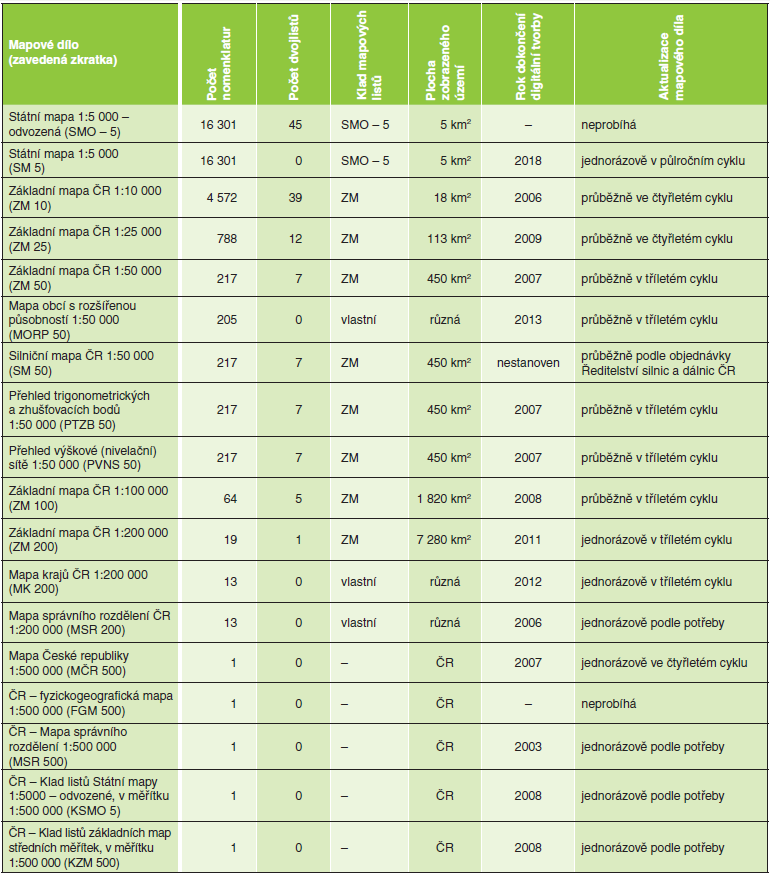 Mapové dílo
(zavedená zkratka)
Počet
nomenklatur
Počet dvojlistů
Klad mapových
listů
Plocha
zobrazeného
území
Rok dokončení
digitální tvorby
Aktualizace
mapového díla
Státní mapa 1:5 000 –
odvozená (SMO – 5)
16 301
45
SMO – 5
5 km²
–
neprobíhá
Státní mapa 1:5 000
(SM 5)
16 301
0
SMO – 5
5 km²
2018
jednorázově v půlročním cyklu
Základní mapa ČR 1:10 000
(ZM 10)
4 572
39
ZM
18 km²
2006
průběžně ve čtyřletém cyklu
Základní mapa ČR 1:25 000
(ZM 25)
788
12
ZM
113 km²
2009
průběžně ve čtyřletém cyklu
Základní mapa ČR 1:50 000
(ZM 50)
217
7
ZM
450 km²
2007
průběžně v tříletém cyklu
Mapa obcí s rozšířenou
působností 1:50 000
(MORP 50)
205
0
vlastní
různá
2013
průběžně v tříletém cyklu
Silniční mapa ČR 1:50 000
(SM 50)
217
7
ZM
450 km²
nestanoven
průběžně podle objednávky
Ředitelství silnic a dálnic ČR
Přehled trigonometrických
a zhušťovacích bodů
1:50 000 (PTZB 50)
217
7
ZM
450 km²
2007
průběžně v tříletém cyklu
Přehled výškové (nivelační)
sítě 1:50 000 (PVNS 50)
217
7
ZM
450 km²
2007
průběžně v tříletém cyklu
Základní mapa ČR 1:100 000
(ZM 100)
64
5
ZM
1 820 km²
2008
průběžně v tříletém cyklu
Základní mapa ČR 1:200 000
(ZM 200)
19
1
ZM
7 280 km²
2011
jednorázově v tříletém cyklu
Mapa krajů ČR 1:200 000
(MK 200)
13
0
vlastní
různá
2012
jednorázově v tříletém cyklu
Mapa správního rozdělení ČR
1:200 000 (MSR 200)
13
0
vlastní
různá
2006
jednorázově podle potřeby
Mapa České republiky
1:500 000 (MČR 500)
1
0
–
ČR
2007
jednorázově ve čtyřletém cyklu
ČR – fyzickogeografická mapa
1:500 000 (FGM 500)
1
0
–
ČR
–
neprobíhá
ČR – Mapa správního
rozdělení 1:500 000
(MSR 500)
1
0
–
ČR
2003
jednorázově podle potřeby
ČR – Klad listů Státní mapy
1:5000 – odvozené, v měřítku
1:500 000 (KSMO 5)
1
0
–
ČR
2008
jednorázově podle potřeby
ČR – Klad listů základních map
středních měřítek, v měřítku
1:500 000 (KZM 500)
1
0
–
ČR
2008
jednorázově podle potřeby